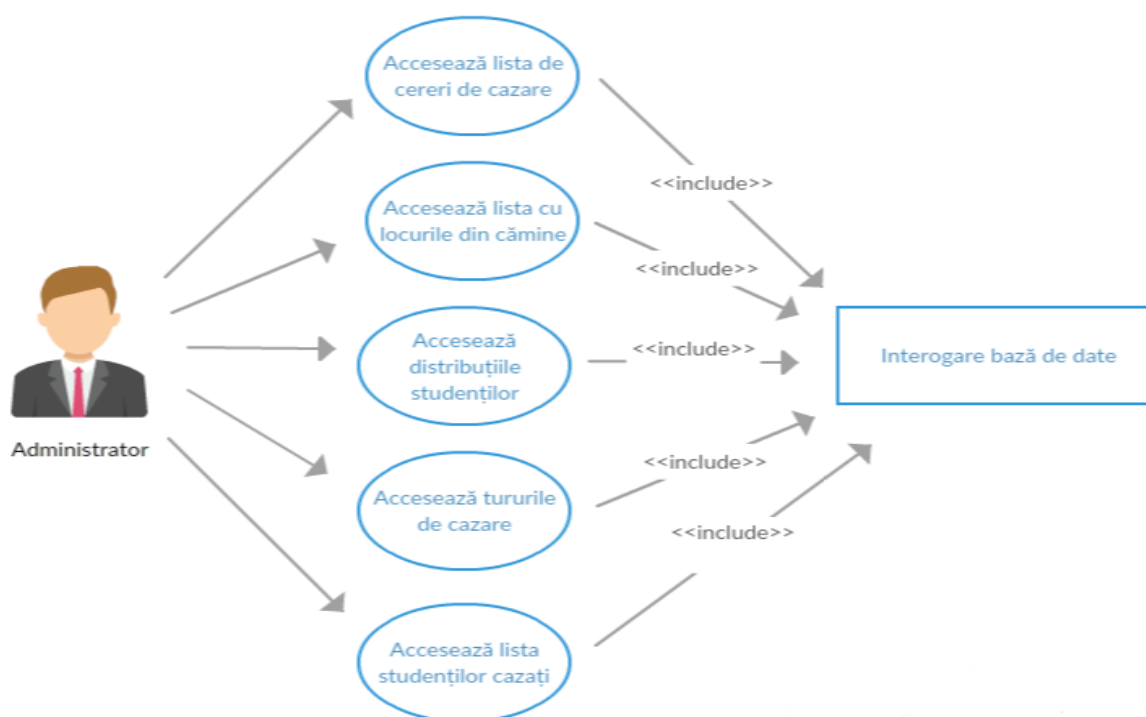 Accesează lista de
cereri de cazare
<<include>>
Accesează lista cu
locurile din cămine
<<include>>
Accesează
distribuțiile
studenților
<<include>>
Interogare bază de date
Administrator
Accesează tururile
de cazare
<<include>>
<<include>>
Accesează lista
studenților cazați